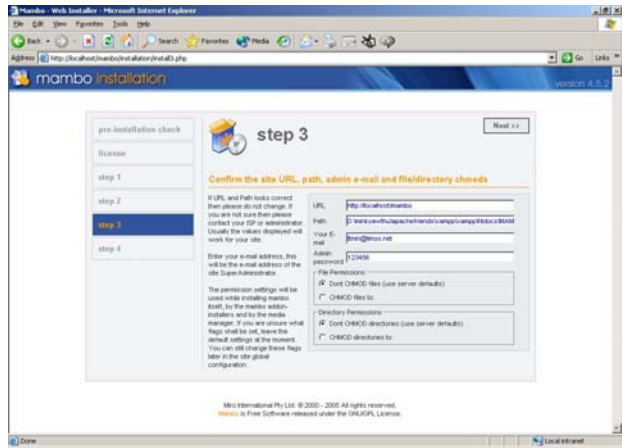 Mambo - Web Installer - Microsoft Internet Explorer
File Edit View Favorites Tools Help
Back Search Favorites Media
Address http://localhost/mambo/installation/install3.php Go Links
mambo installation
version 4.5.2
pre-installation check
license
step 1
step 2
step 3
step 4
step 3
Next >>
Confirm the site URL, path, admin e-mail and file/directory chmods
If URL and Path looks correct
then please do not change. If
you are not sure then please
contact your ISP or administrator.
Usually the values displayed will
work for your site.
Enter your e-mail address, this
will be the e-mail address of the
site SuperAdministrator.
The permission settings will be
used while installing mambo
itself, by the mambo addon-
installers and by the media
manager. If you are unsure what
flags shall be set, leave the
default settings at the moment.
You can still change these flags
later in the site global
configuration.
URL http://localhost/mambo
Path
Your E-
mail
Admin
password 123456
File Permissions
Dont CHMOD files (use server defaults)
CHMOD files to:
Directory Permissions
Dont CHMOD directories (use server defaults)
CHMOD directories to:
Miro International Pty Ltd. © 2000 - 2005 All rights reserved.
Mambo is Free Software released under the GNU/GPL License.
Done
Local intranet